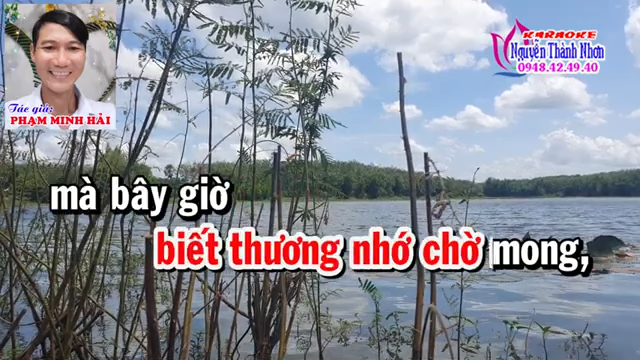 Tác giả:
PHẠM MINH HẢI
KARAOKE
Nguyễn Thành Nhơn
0948.42.49.40
mà bây giờ
biết thương nhớ chờ mong,